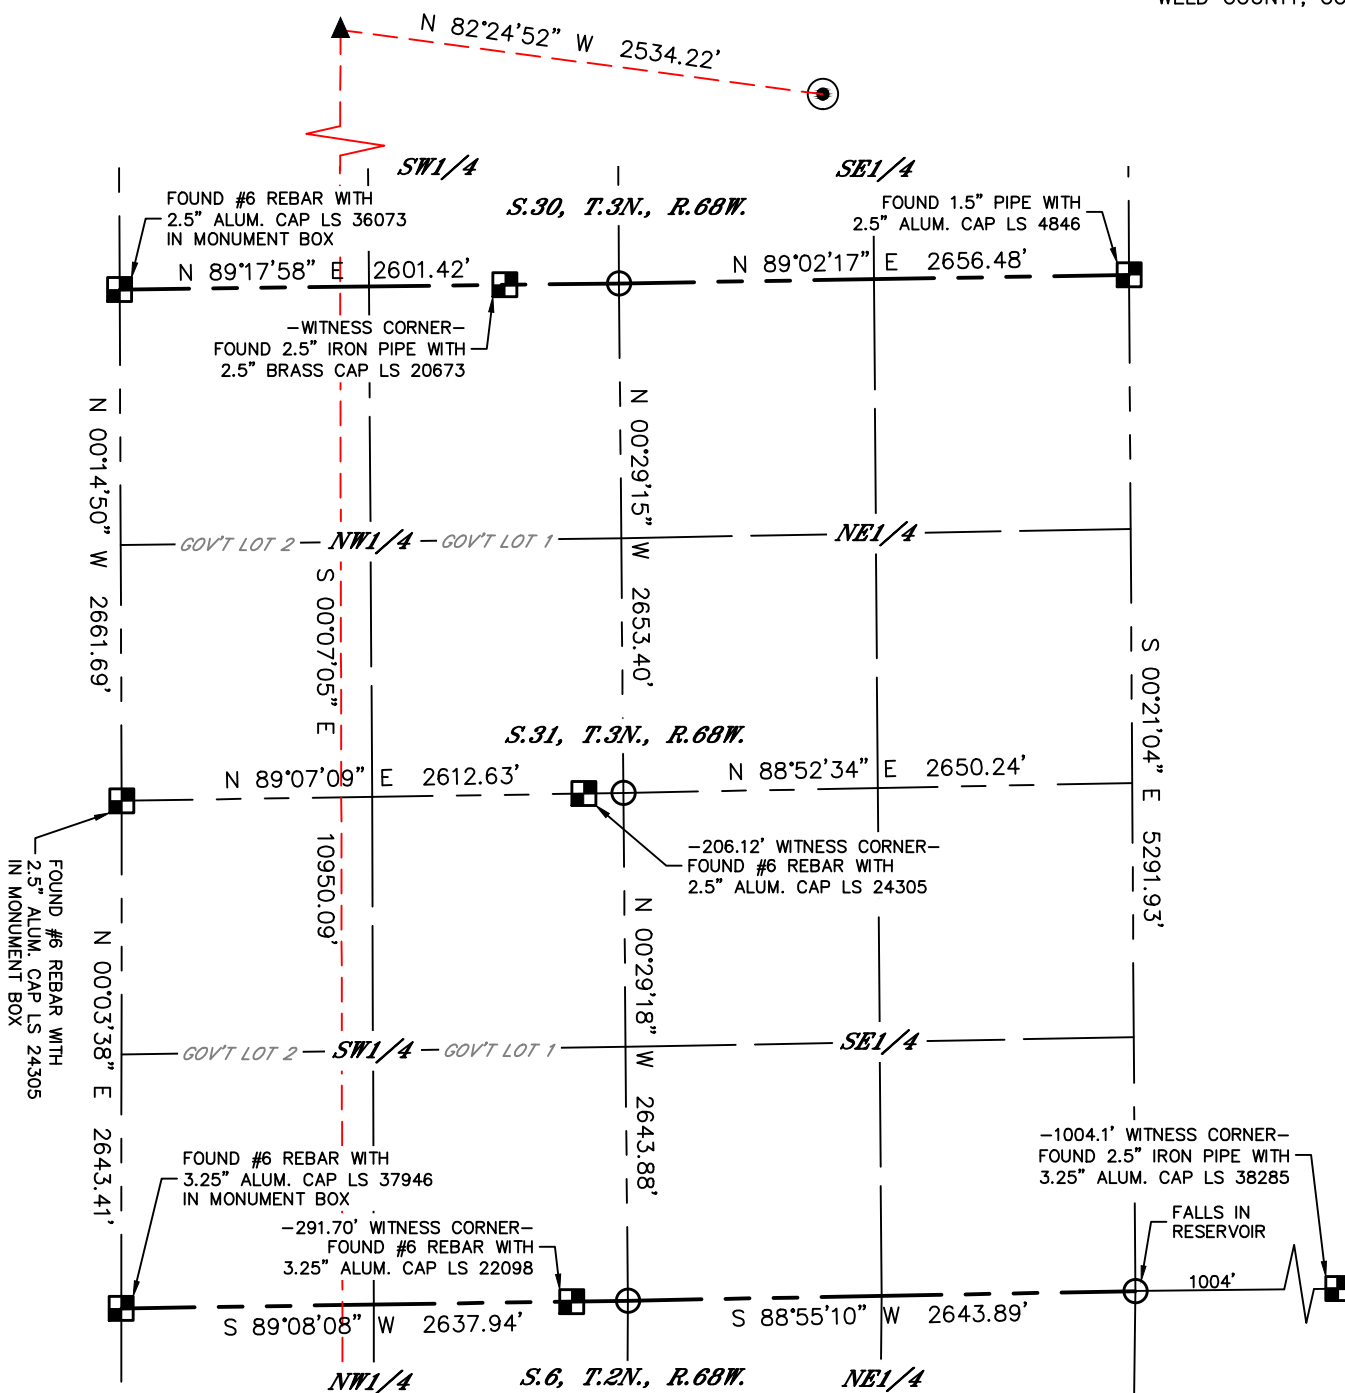 WELD COUNTY,
N 82°24'52" W 2534.22'
SW1/4
SE1/4
FOUND #6 REBAR WITH
2.5" ALUM. CAP LS 36073
IN MONUMENT BOX
S.30, T.3N., R.68W.
FOUND 1.5" PIPE WITH
2.5" ALUM. CAP LS 4846
N 89°17'58" E 2601.42'
N 89°02'17" E 2656.48'
-WITNESS CORNER-
FOUND 2.5" IRON PIPE WITH
2.5" BRASS CAP LS 20673
N 00°14'50" W 2661.69'
N 00°29'15" W 2653.40'
GOV'T LOT 2
NW1/4
GOV'T LOT 1
NE1/4
S 00°07'05" E 10950.09'
S 00°21'04" E 5291.93'
S.31, T.3N., R.68W.
N 89°07'09" E 2612.63'
N 88°52'34" E 2650.24'
-206.12' WITNESS CORNER-
FOUND #6 REBAR WITH
2.5" ALUM. CAP LS 24305
FOUND #6 REBAR WITH
2.5" ALUM. CAP LS 24305
IN MONUMENT BOX
N 00°03'38" E 2643.41'
N 00°29'18" W 2643.88'
GOV'T LOT 2
SW1/4
GOV'T LOT 1
SE1/4
-1004.1' WITNESS CORNER-
FOUND 2.5" IRON PIPE WITH
3.25" ALUM. CAP LS 38285
FOUND #6 REBAR WITH
3.25" ALUM. CAP LS 37946
IN MONUMENT BOX
FALLS IN
RESERVOIR
-291.70' WITNESS CORNER-
FOUND #6 REBAR WITH
3.25" ALUM. CAP LS 22098
1004'
S 89°08'08" W 2637.94'
S 88°55'10" W 2643.89'
NW1/4
S.6, T.2N., R.68W.
NE1/4